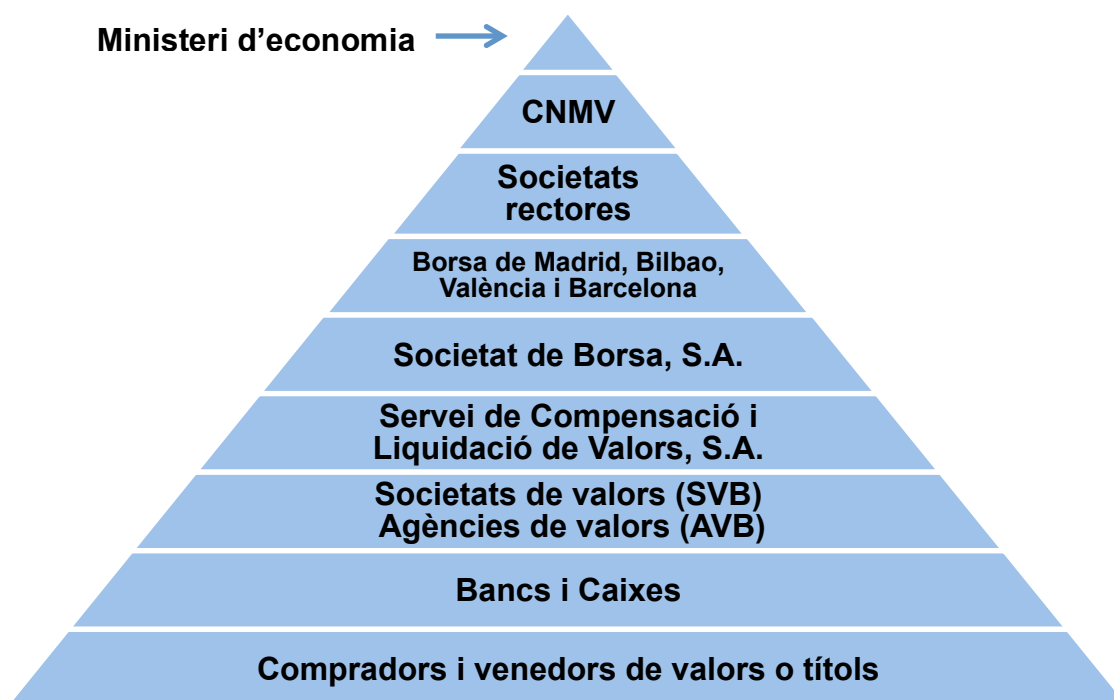 Ministeri d’economia
CNMV
Societats
rectores
Borsa de Madrid, Bilbao,
València i Barcelona
Societat de Borsa, S.A.
Servei de Compensació i
Liquidació de Valors, S.A.
Societats de valors (SVB)
Agències de valors (AVB)
Bancs i Caixes
Compradors i venedors de valors o títols